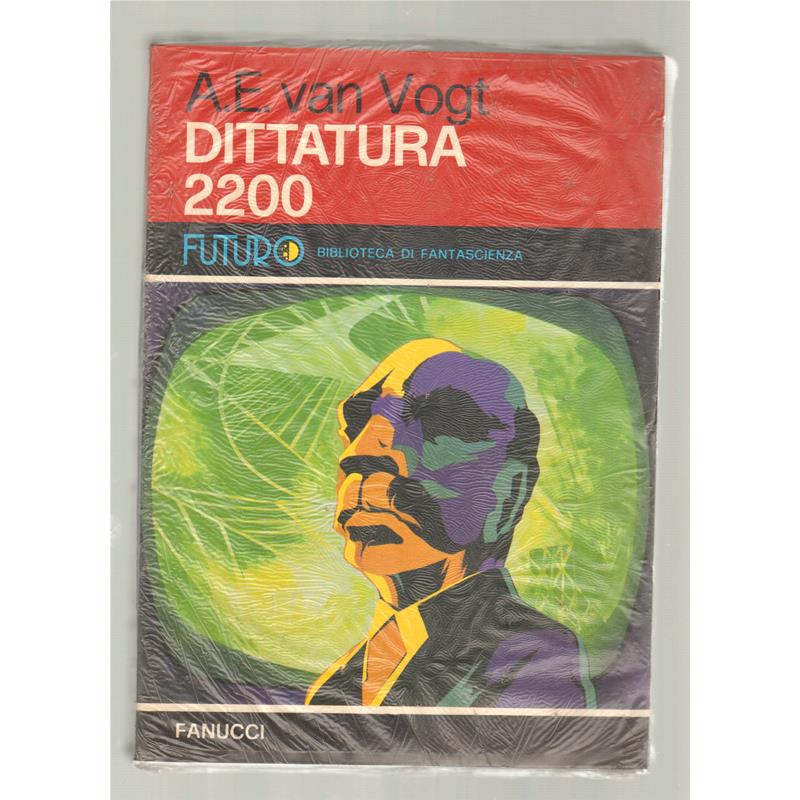 A.E. van Vogt
DITTATURA
2200
FUTURO BIBLIOTECA DI FANTASCIENZA
FANUCCI